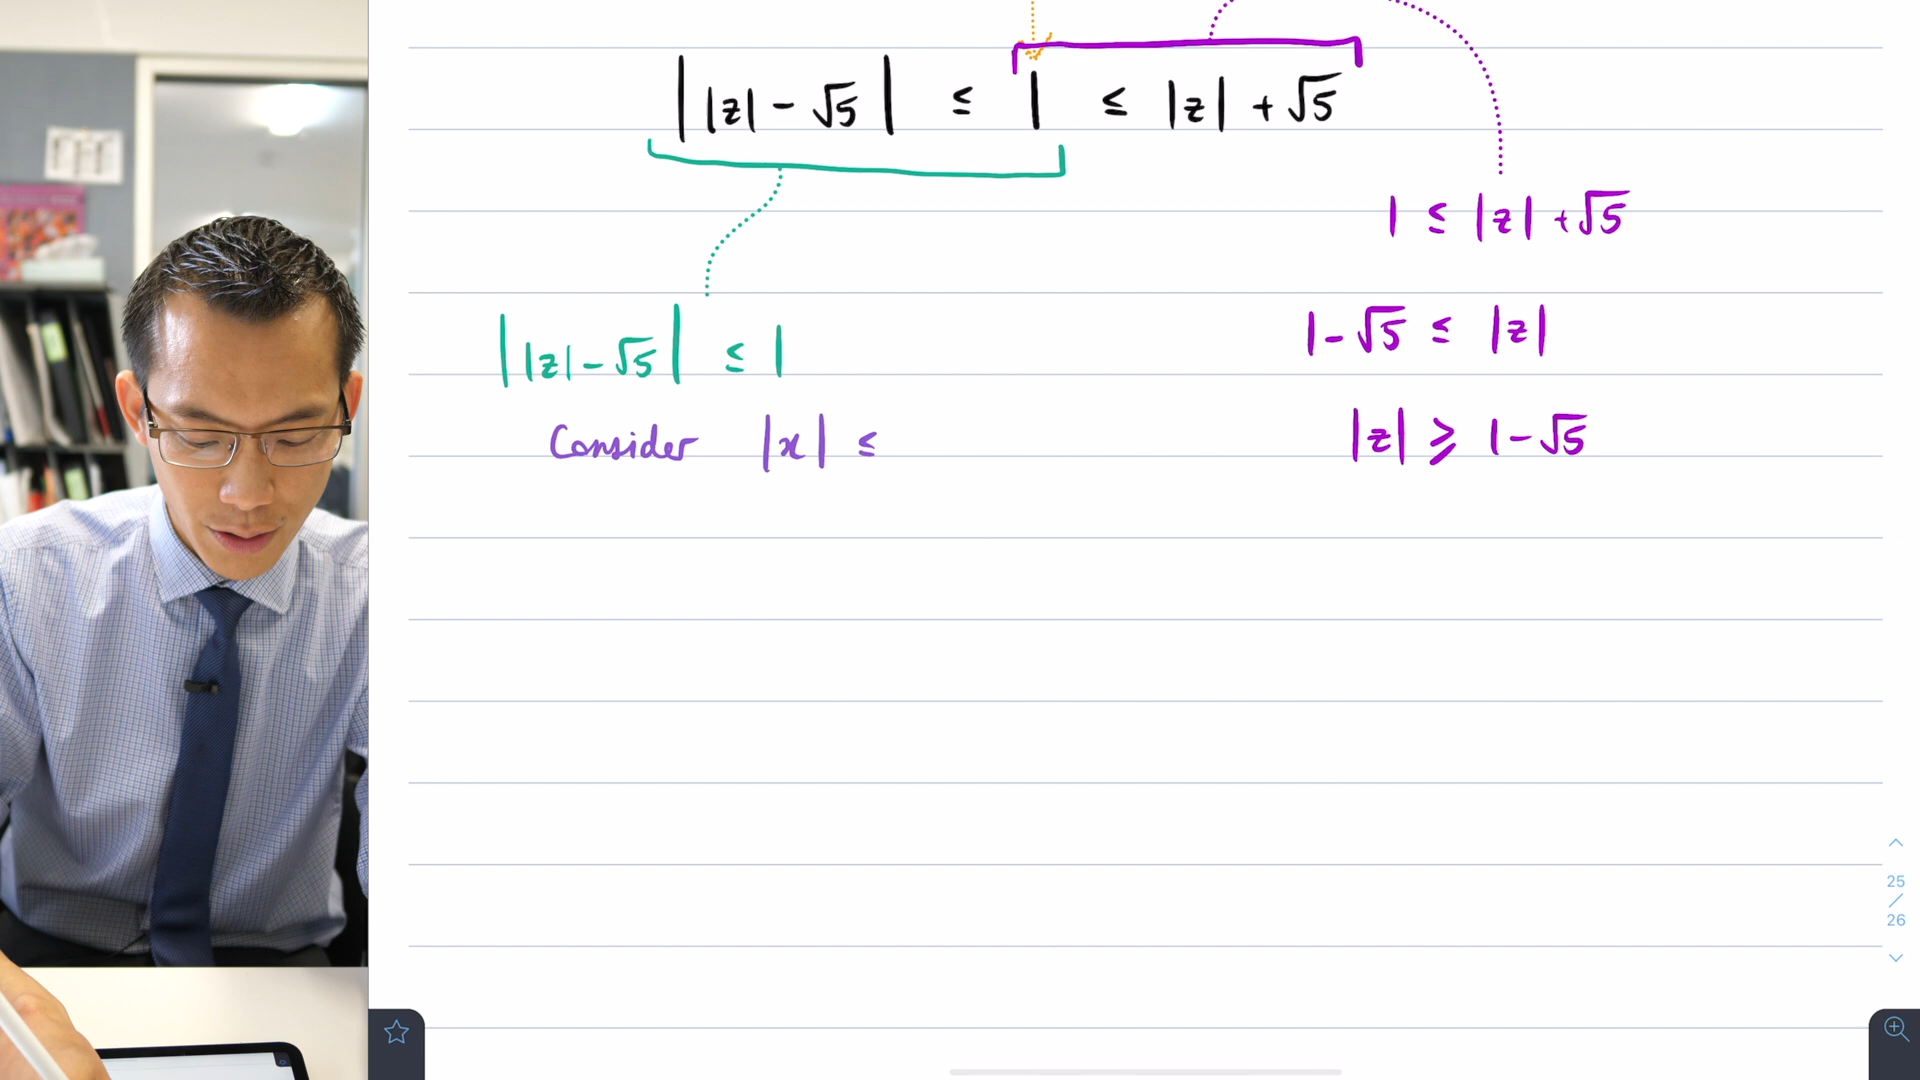 ||z| - √5| ≤ 1 ≤ |z| + √5
1 ≤ |z| + √5
1 - √5 ≤ |z|
||z| - √5| ≤ 1
Consider |x| ≤
|z| ⩾ 1 - √5
25
/
26